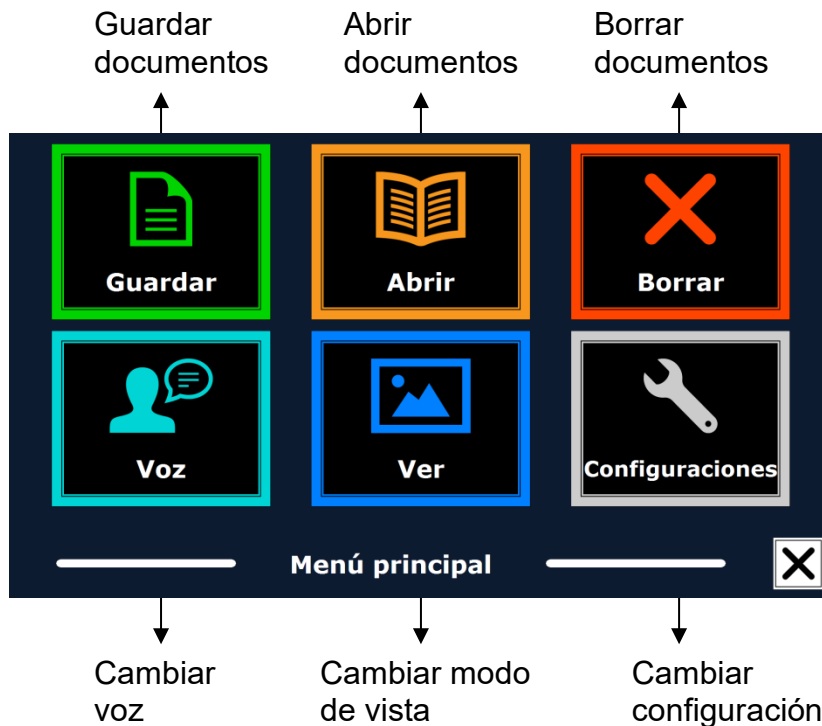 Guardar
documentos
Abrir
documentos
Borrar
documentos
Guardar
Abrir
Borrar
Voz
Ver
Configuraciones
Menú principal
Cambiar
voz
Cambiar modo
de vista
Cambiar
configuración